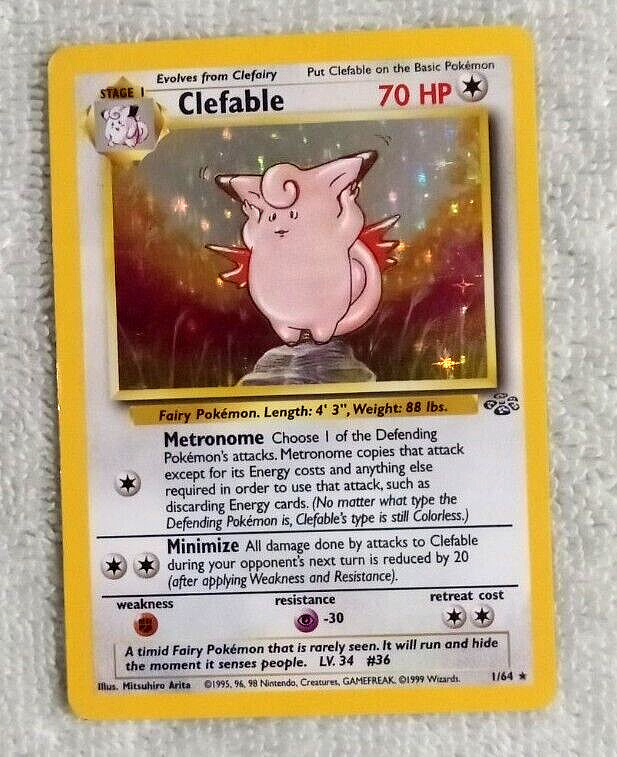 Evolves from Clefairy Put Clefable on the Basic Pokémon
STAGE 1 Clefable 70 HP
Fairy Pokémon. Length: 4' 3", Weight: 88 lbs.
Metronome Choose 1 of the Defending
Pokémon's attacks. Metronome copies that attack
except for its Energy costs and anything else
required in order to use that attack, such as
discarding Energy cards. (No matter what type the
Defending Pokémon is, Clefable's type is still Colorless.)
Minimize All damage done by attacks to Clefable
during your opponent's next turn is reduced by 20
(after applying Weakness and Resistance).
weakness resistance retreat cost
-30
A timid Fairy Pokémon that is rarely seen. It will run and hide
the moment it senses people. LV. 34 #36
Illus. Mitsuhiro Arita ©1995, 96, 98 Nintendo, Creatures, GAMEFREAK. ©1999 Wizards. 1/64 ★